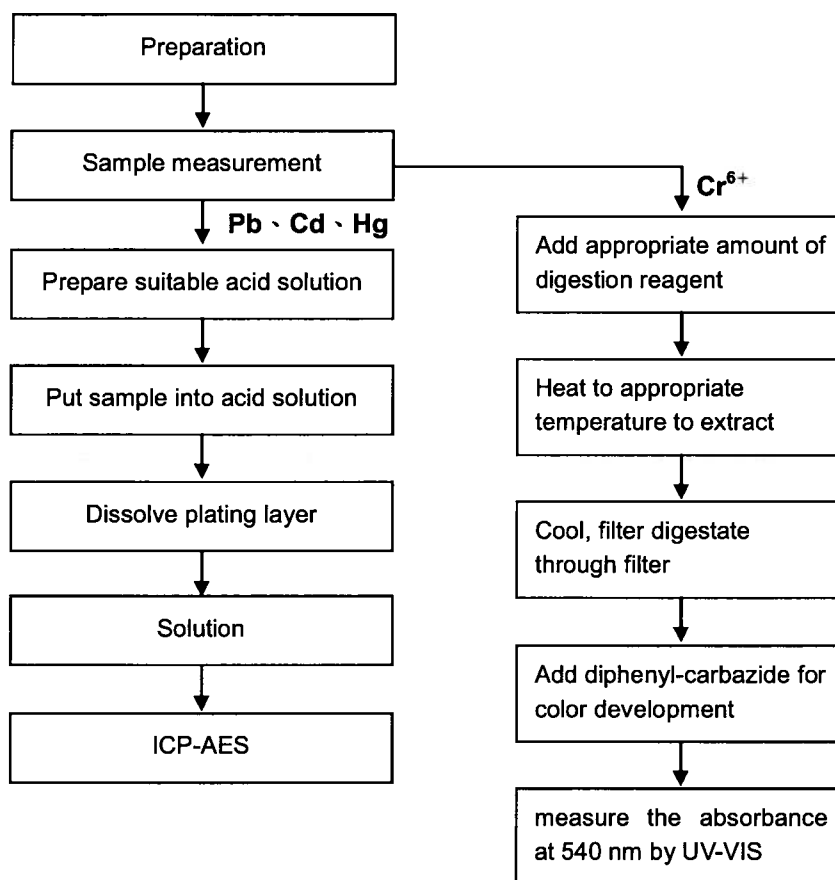 Preparation
Sample measurement
Pb、Cd、Hg
Prepare suitable acid solution
Put sample into acid solution
Dissolve plating layer
Solution
ICP-AES
Cr⁶⁺
Add appropriate amount of
digestion reagent
Heat to appropriate
temperature to extract
Cool, filter digestate
through filter
Add diphenyl-carbazide for
color development
measure the absorbance
at 540 nm by UV-VIS